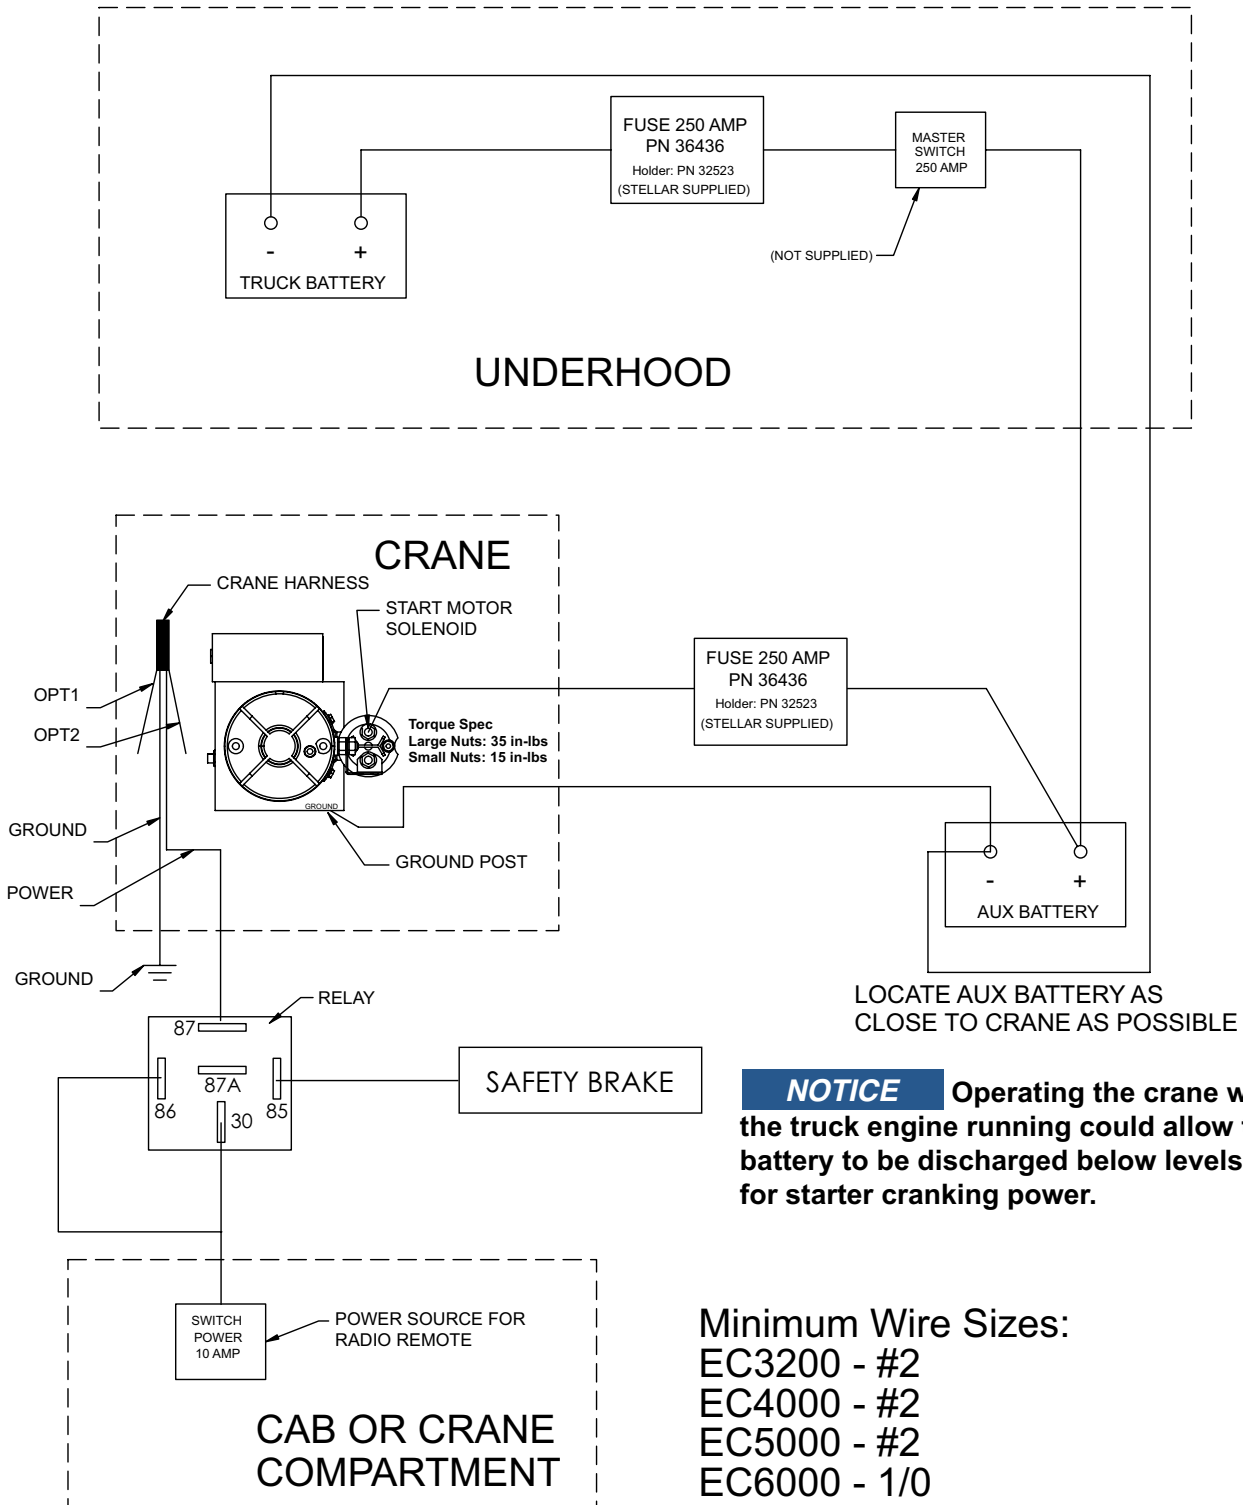 FUSE 250 AMP
PN 36436
Holder: PN 32523
(STELLAR SUPPLIED)
MASTER
SWITCH
250 AMP
(NOT SUPPLIED)
- +
TRUCK BATTERY
UNDERHOOD
CRANE
CRANE HARNESS
START MOTOR
SOLENOID
OPT1
OPT2
Torque Spec
Large Nuts: 35 in-lbs
Small Nuts: 15 in-lbs
FUSE 250 AMP
PN 36436
Holder: PN 32523
(STELLAR SUPPLIED)
GROUND
GROUND
GROUND POST
POWER
- +
AUX BATTERY
GROUND
RELAY
LOCATE AUX BATTERY AS
CLOSE TO CRANE AS POSSIBLE
87
87A
86
85
30
SAFETY BRAKE
NOTICE Operating the crane
the truck engine running could allow
battery to be discharged below levels
for starter cranking power.
SWITCH
POWER
10 AMP
POWER SOURCE FOR
RADIO REMOTE
CAB OR CRANE
COMPARTMENT
Minimum Wire Sizes:
EC3200 - #2
EC4000 - #2
EC5000 - #2
EC6000 - 1/0